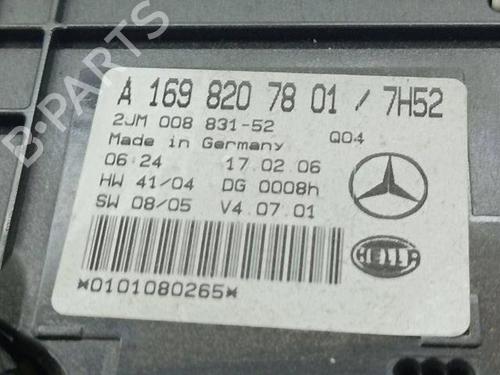 B-PARTS
A 169 820 78 01 / 7H52
2JM 008 831-52 Q04
Made in Germany
06:24 17.02.06
HW 41/04 DG 0008h
SW 08/05 V4.07.01
HELLA
*0101080265*